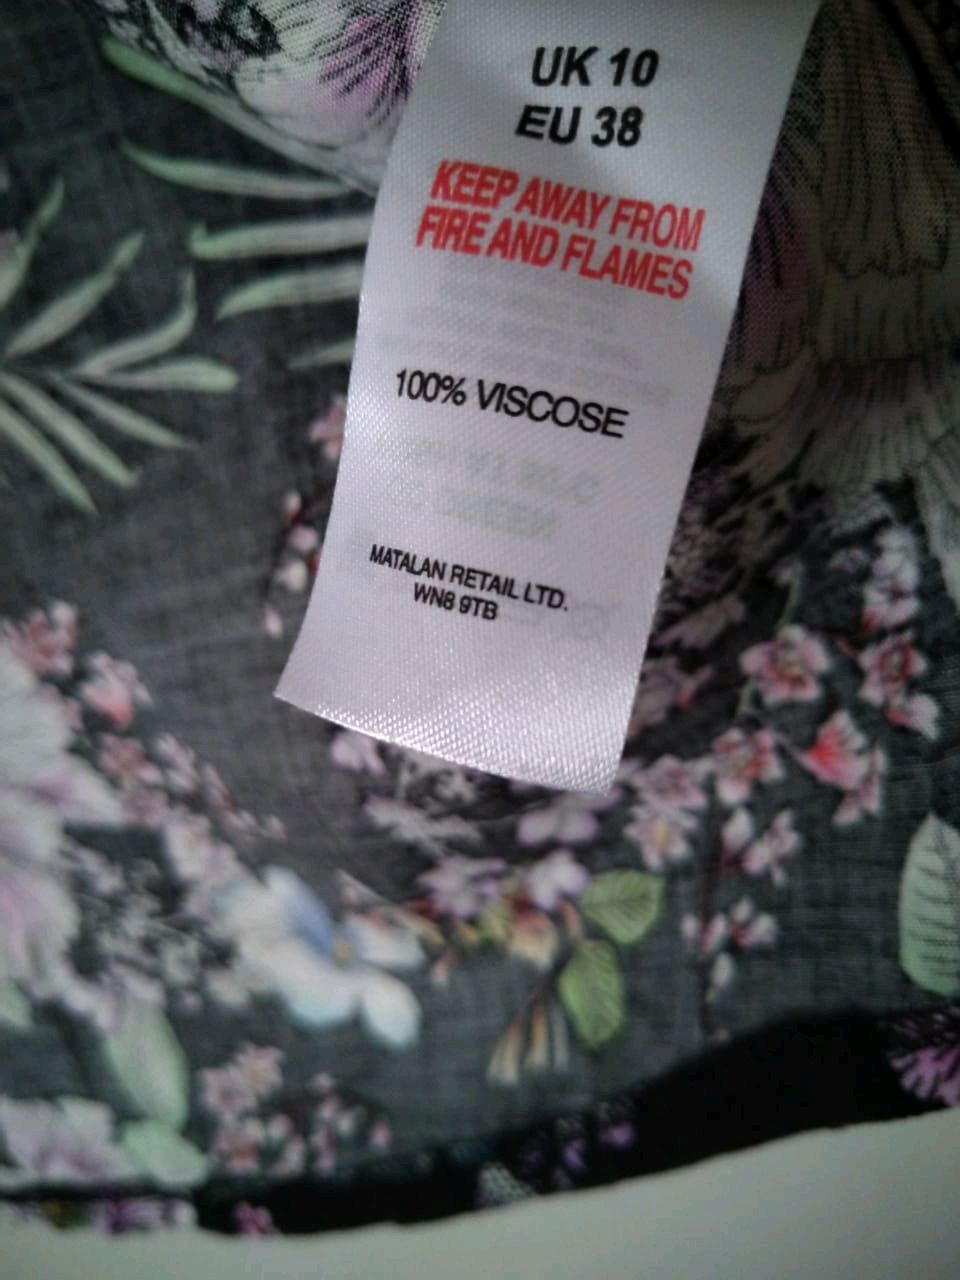 UK 10
EU 38
KEEP AWAY FROM
FIRE AND FLAMES
100% VISCOSE
MATALAN RETAIL LTD.
WN8 9TB